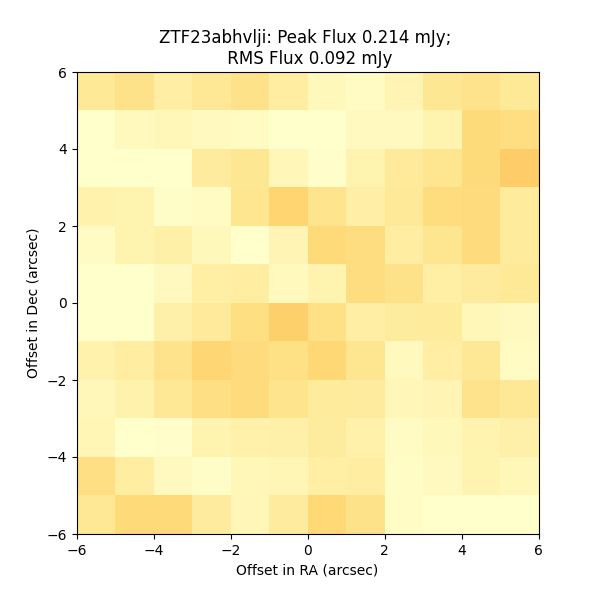 ZTF23abhvlji: Peak Flux 0.214 mJy;
RMS Flux 0.092 mJy
6
4
2
0
−2
−4
−6
Offset in Dec (arcsec)
−6 −4 −2 0 2 4 6
Offset in RA (arcsec)